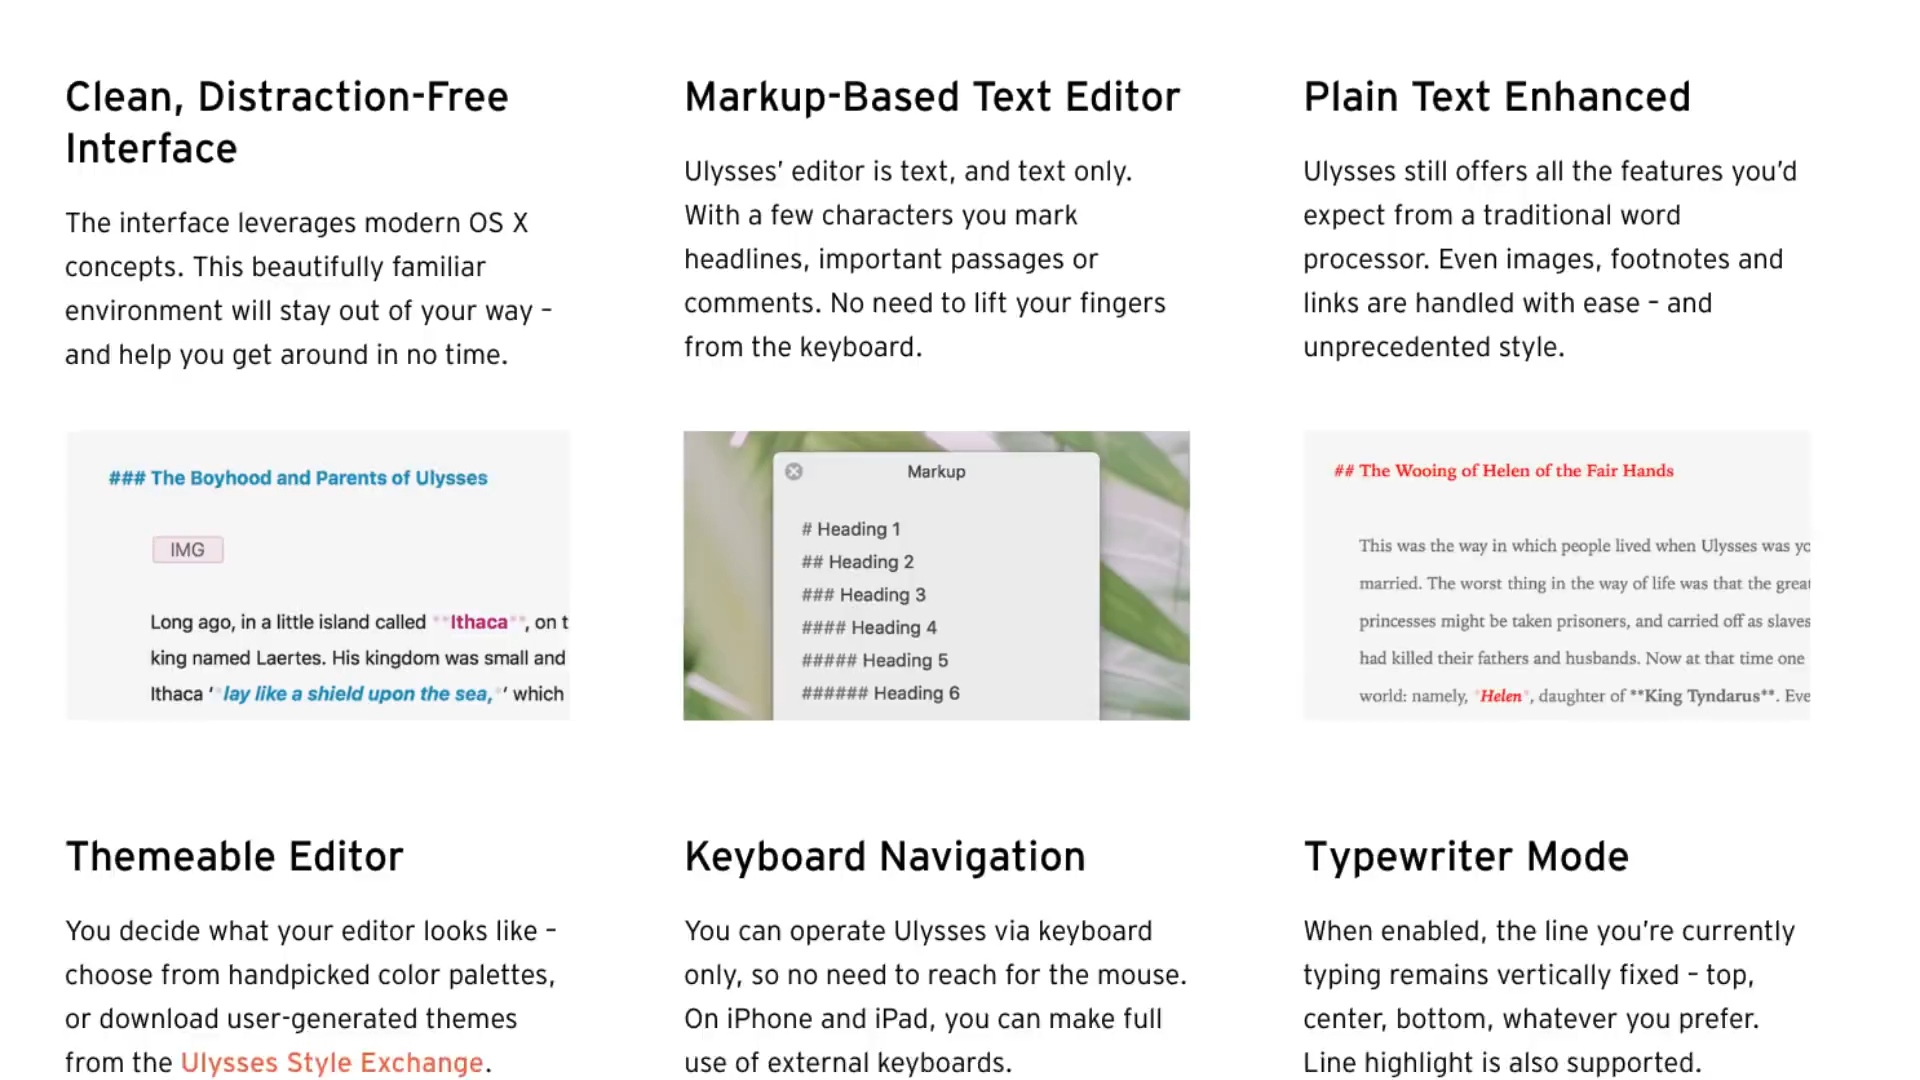 Clean, Distraction-Free
Interface
The interface leverages modern OS X
concepts. This beautifully familiar
environment will stay out of your way –
and help you get around in no time.
Markup-Based Text Editor
Ulysses’ editor is text, and text only.
With a few characters you mark
headlines, important passages or
comments. No need to lift your fingers
from the keyboard.
Plain Text Enhanced
Ulysses still offers all the features you’d
expect from a traditional word
processor. Even images, footnotes and
links are handled with ease – and
unprecedented style.
### The Boyhood and Parents of Ulysses
IMG
Long ago, in a little island called **Ithaca**, on t
king named Laertes. His kingdom was small and
Ithaca ‘*lay like a shield upon the sea,*’ which
Markup
# Heading 1
## Heading 2
### Heading 3
#### Heading 4
##### Heading 5
###### Heading 6
## The Wooing of Helen of the Fair Hands
This was the way in which people lived when Ulysses was yo
married. The worst thing in the way of life was that the great
princesses might be taken prisoners, and carried off as slaves
had killed their fathers and husbands. Now at that time one
world: namely, *Helen*, daughter of **King Tyndarus**. Eve
Themeable Editor
You decide what your editor looks like –
choose from handpicked color palettes,
or download user-generated themes
from the Ulysses Style Exchange.
Keyboard Navigation
You can operate Ulysses via keyboard
only, so no need to reach for the mouse.
On iPhone and iPad, you can make full
use of external keyboards.
Typewriter Mode
When enabled, the line you’re currently
typing remains vertically fixed – top,
center, bottom, whatever you prefer.
Line highlight is also supported.